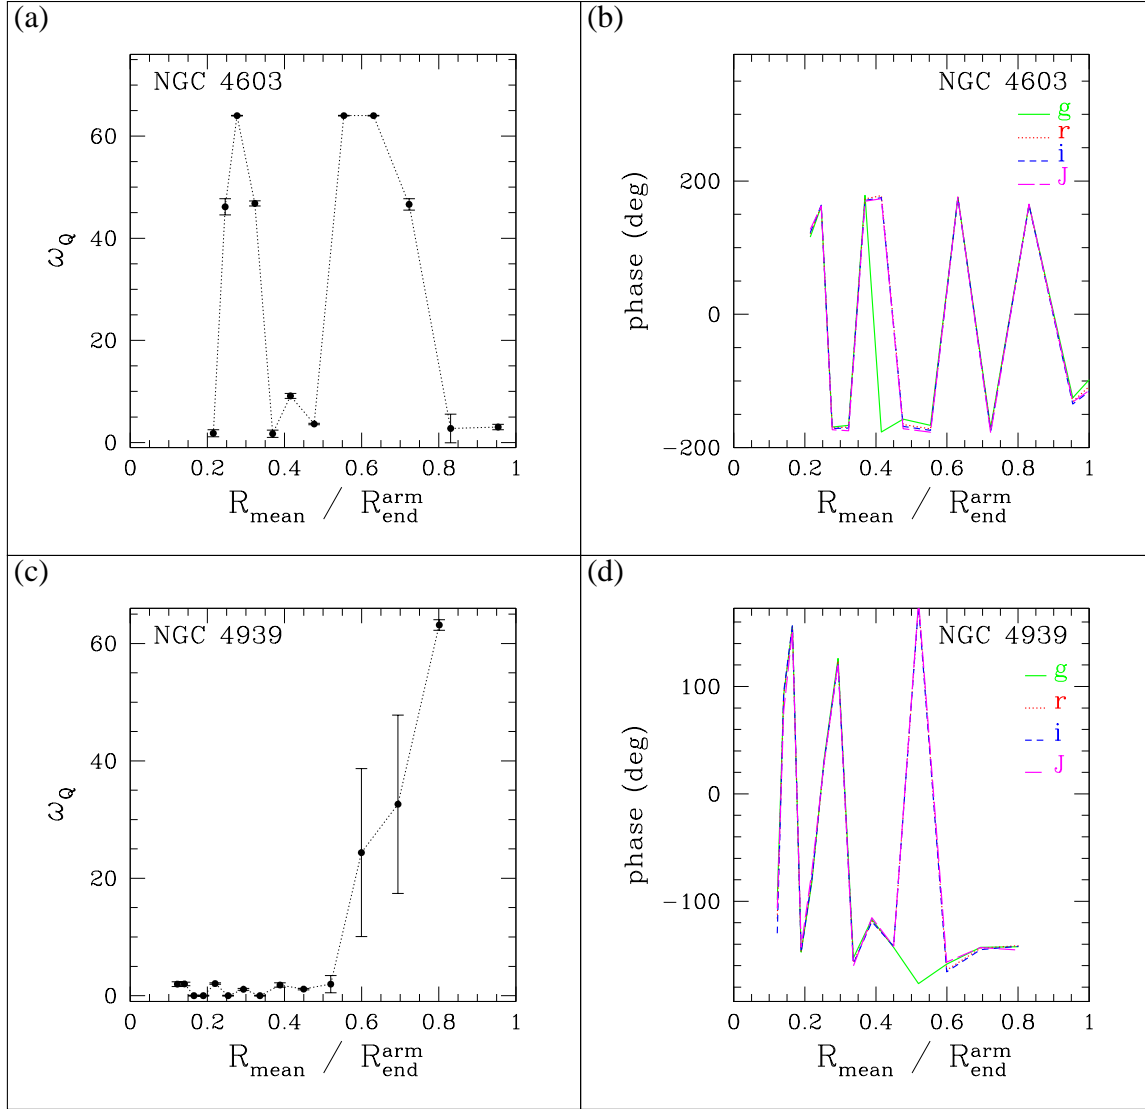 (a)
NGC 4603
60
40
20
0
ω_Q
0 0.2 0.4 0.6 0.8 1
R_mean / R_end^arm
(b)
NGC 4603
g
r
i
J
200
0
−200
phase (deg)
0 0.2 0.4 0.6 0.8 1
R_mean / R_end^arm
(c)
NGC 4939
60
40
20
0
ω_Q
0 0.2 0.4 0.6 0.8 1
R_mean / R_end^arm
(d)
NGC 4939
g
r
i
J
100
0
−100
phase (deg)
0 0.2 0.4 0.6 0.8 1
R_mean / R_end^arm